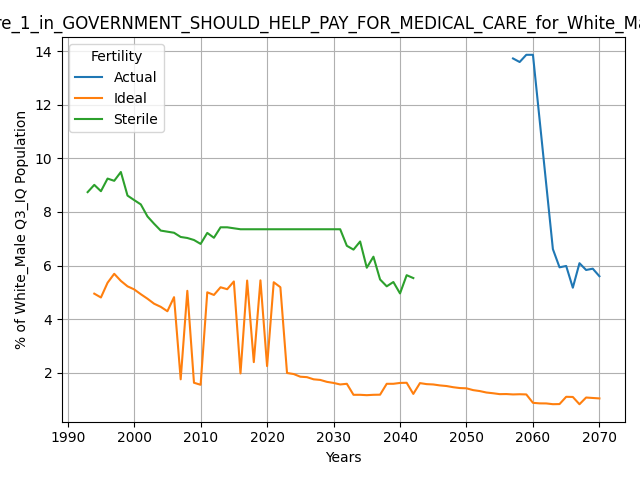 re_1_in_GOVERNMENT_SHOULD_HELP_PAY_FOR_MEDICAL_CARE_for_White_Ma
Fertility
Actual
Ideal
Sterile
% of White_Male Q3_IQ Population
14
12
10
8
6
4
2
1990 2000 2010 2020 2030 2040 2050 2060 2070
Years